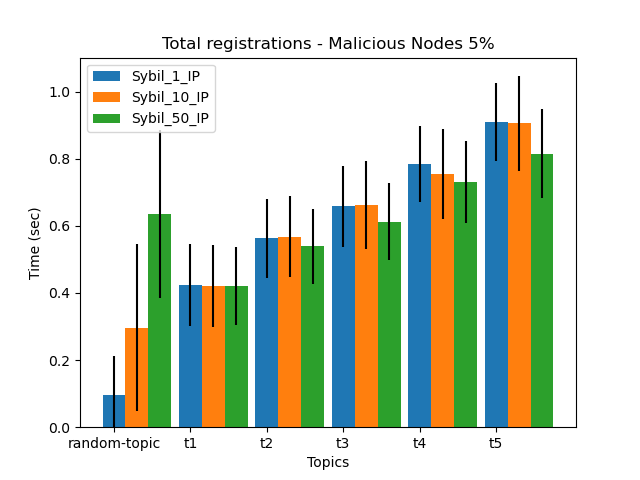 Total registrations - Malicious Nodes 5%
Sybil_1_IP
Sybil_10_IP
Sybil_50_IP
1.0
0.8
0.6
0.4
0.2
0.0
Time (sec)
random-topic t1 t2 t3 t4 t5
Topics